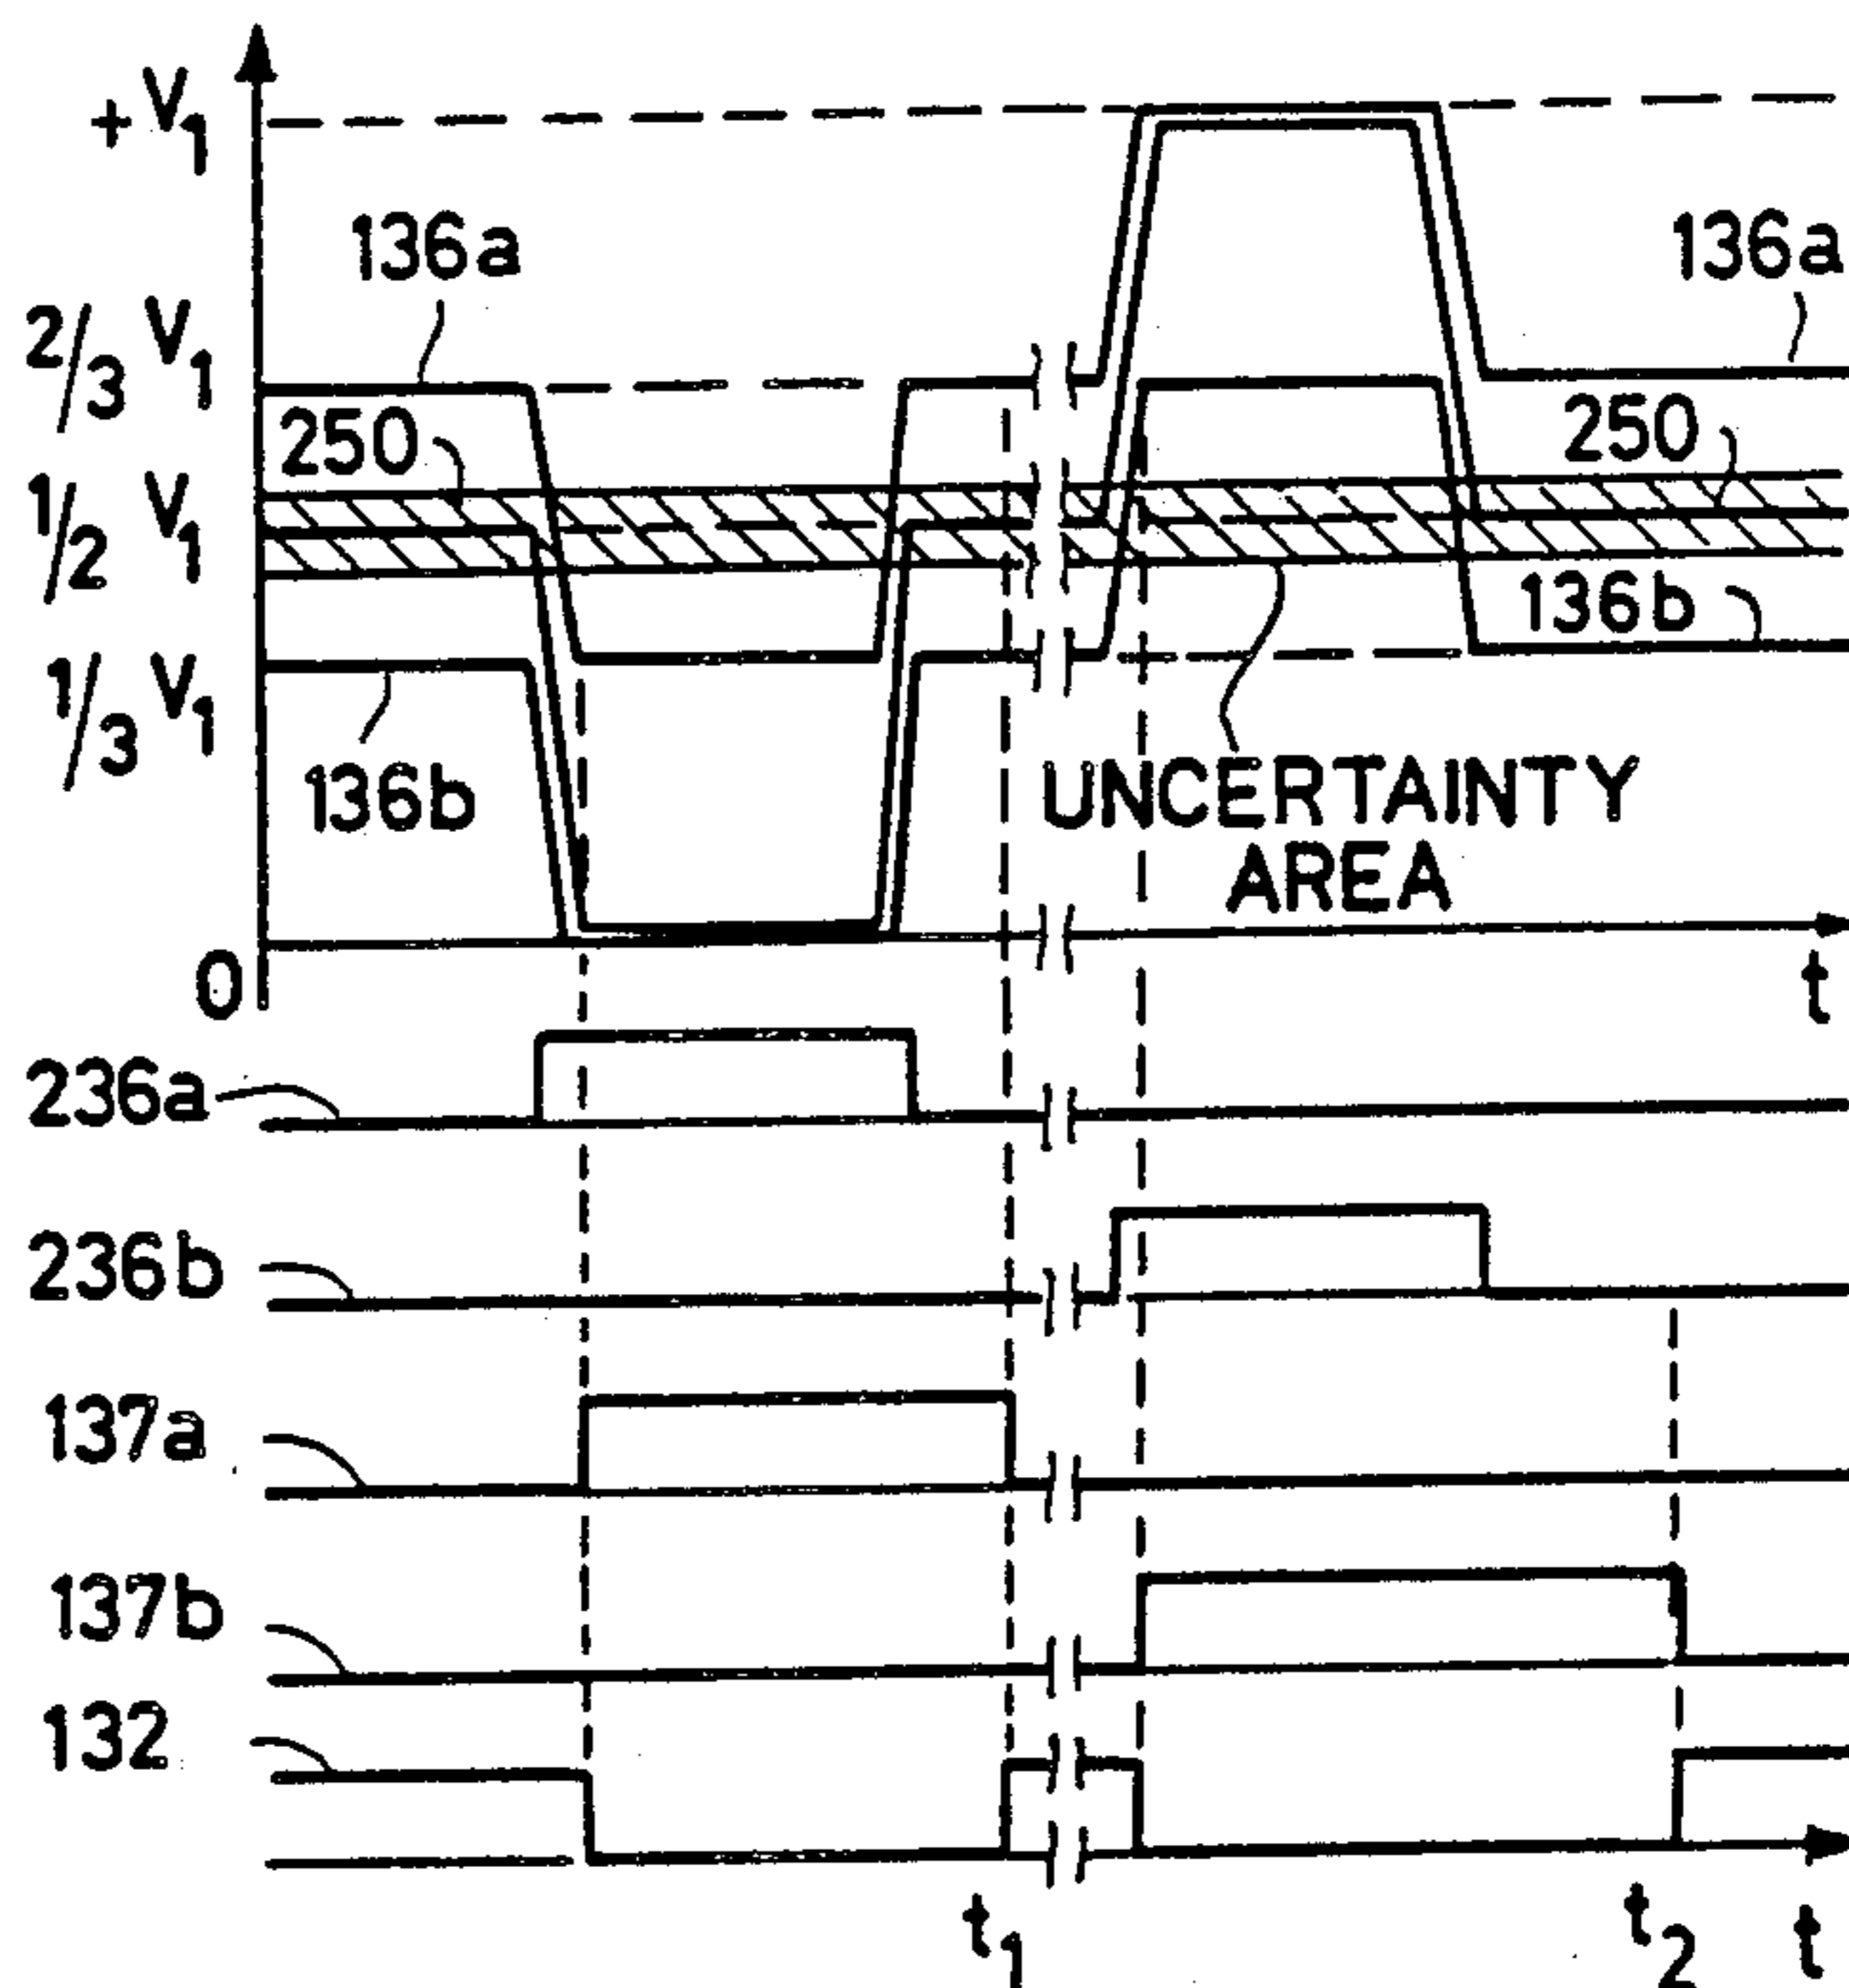 +V1
136a
136a
2/3 V1
250
250
1/2 V1
136b
1/3 V1
136b
UNCERTAINTY
AREA
0
t
236a
236b
137a
137b
132
t1
t2
t